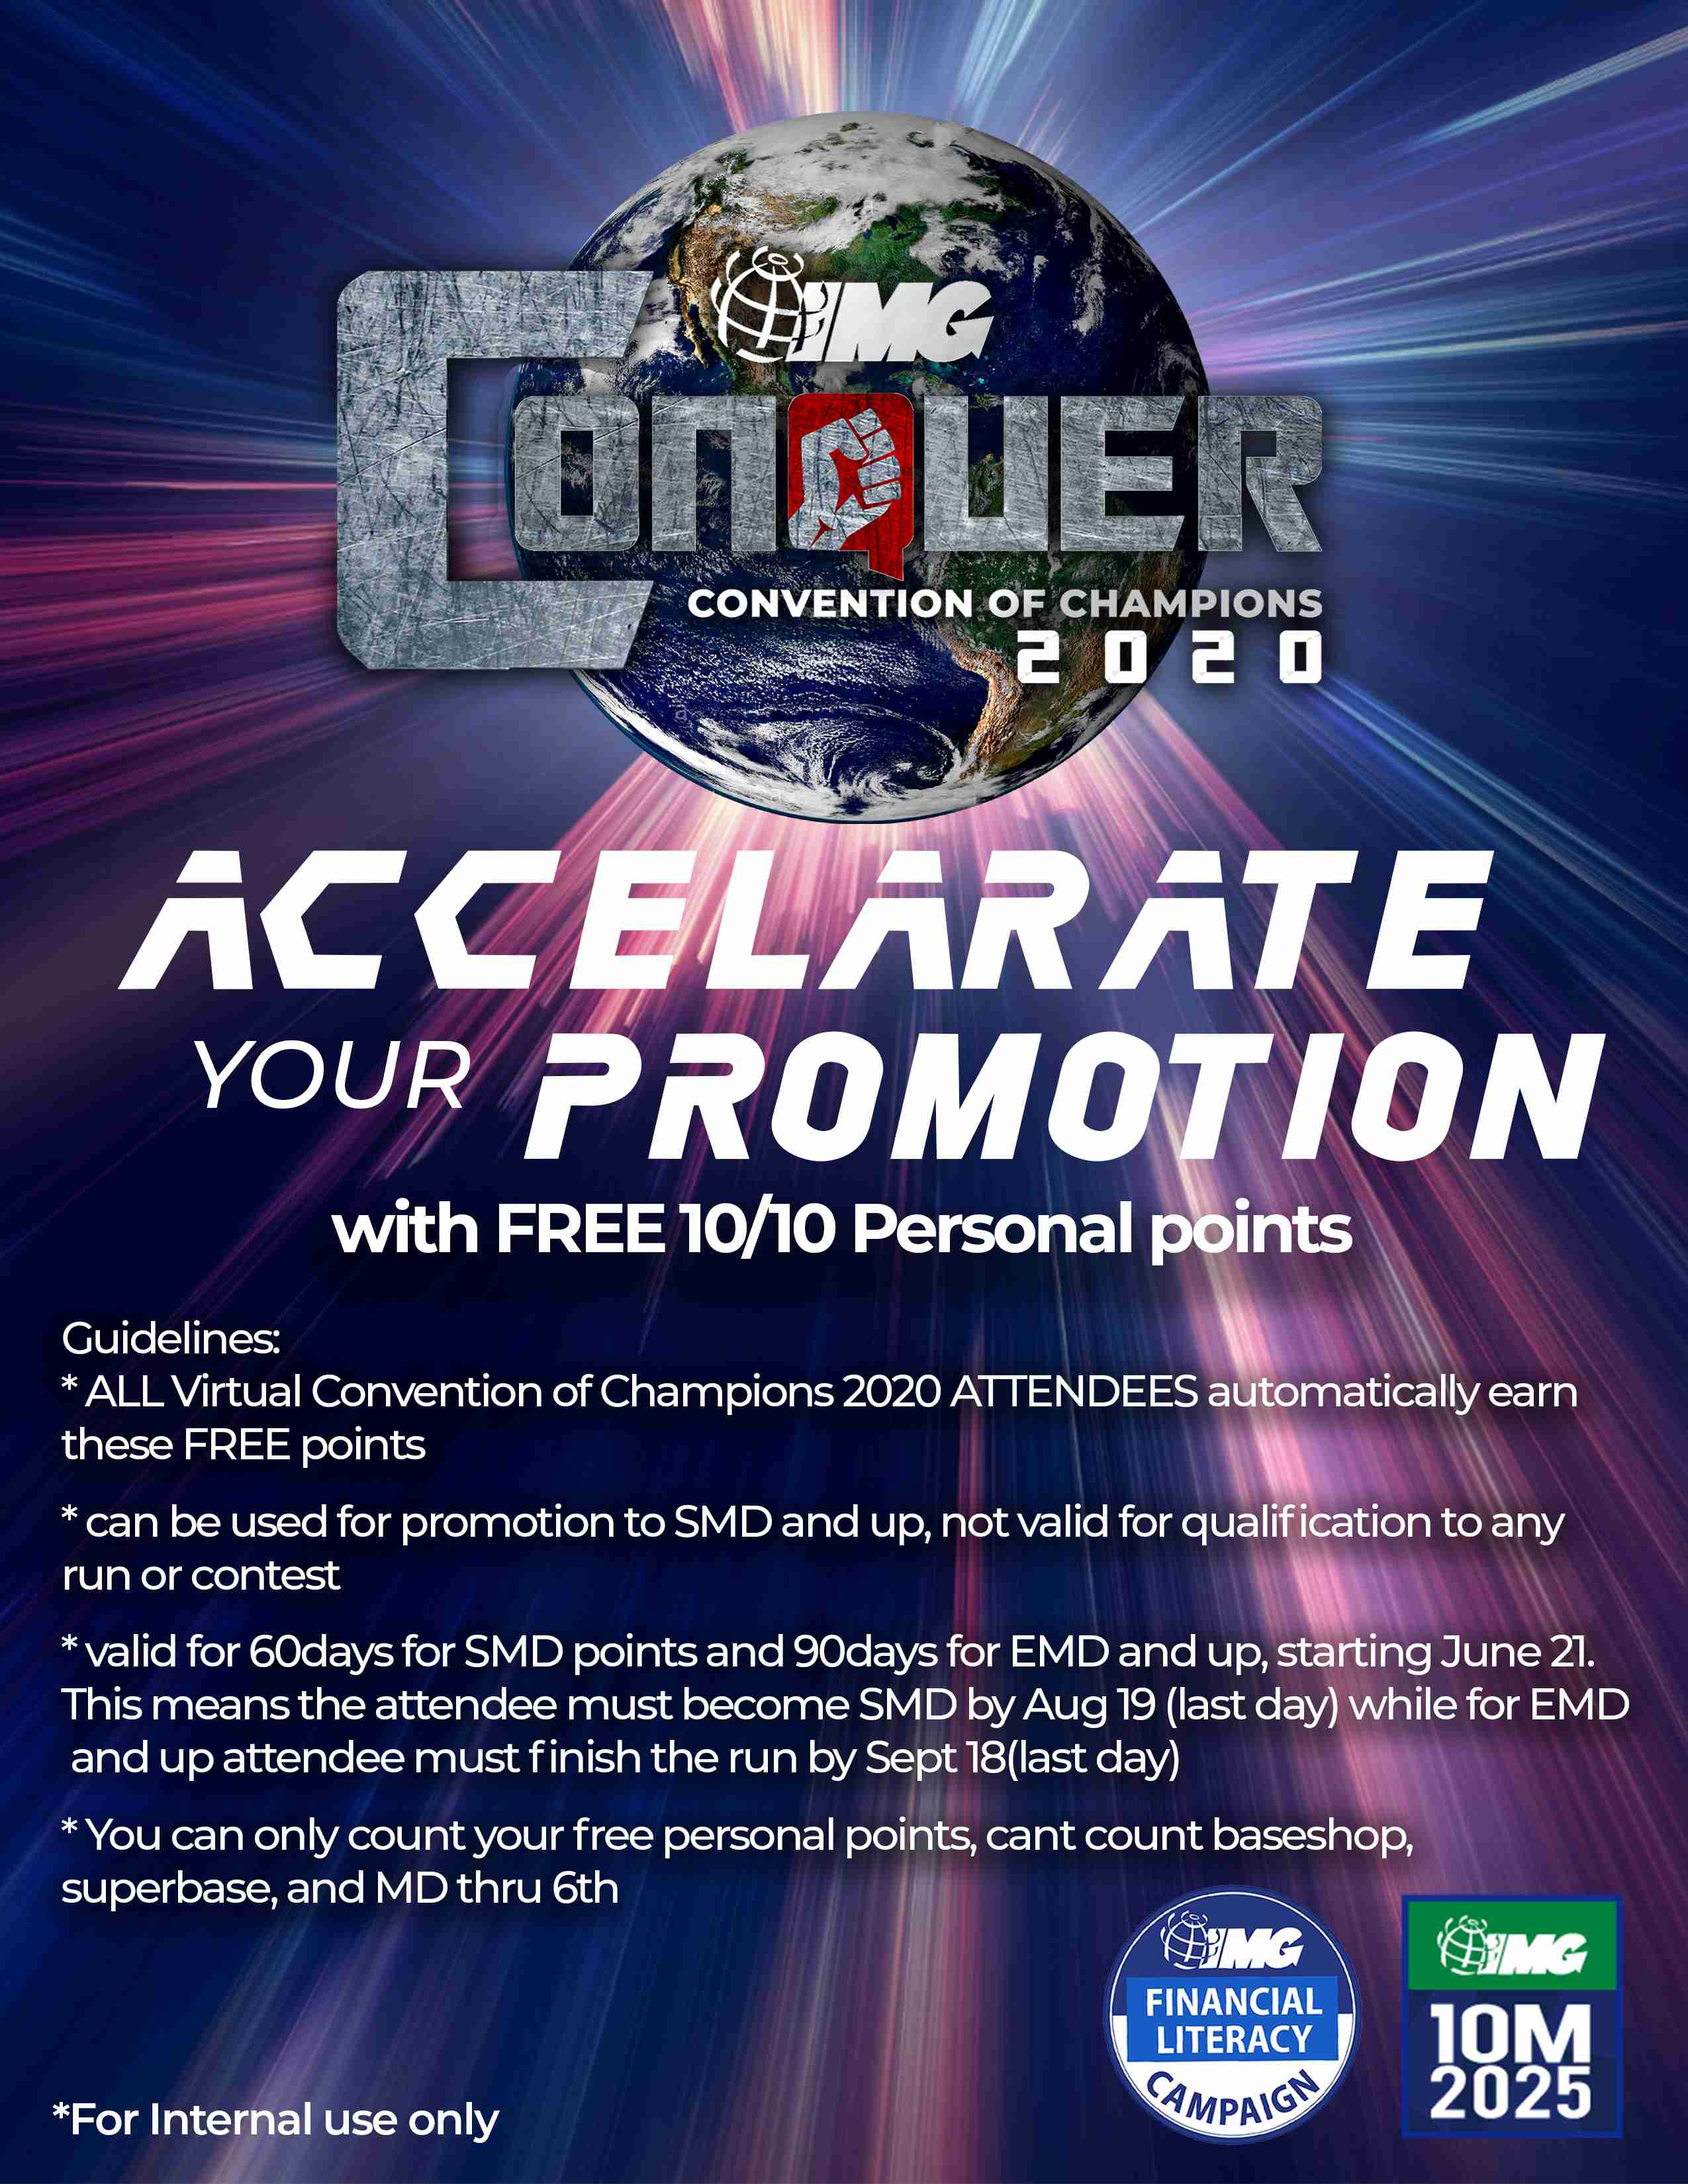 IMG
CONQUER
CONVENTION OF CHAMPIONS
2020
ACCELARATE
YOUR PROMOTION
with FREE 10/10 Personal points
Guidelines:
* ALL Virtual Convention of Champions 2020 ATTENDEES automatically earn
these FREE points
* can be used for promotion to SMD and up, not valid for qualification to any
run or contest
* valid for 60days for SMD points and 90days for EMD and up, starting June 21.
This means the attendee must become SMD by Aug 19 (last day) while for EMD
and up attendee must finish the run by Sept 18(last day)
* You can only count your free personal points, cant count baseshop,
superbase, and MD thru 6th
IMG
FINANCIAL
LITERACY
CAMPAIGN
IMG
10M
2025
*For Internal use only